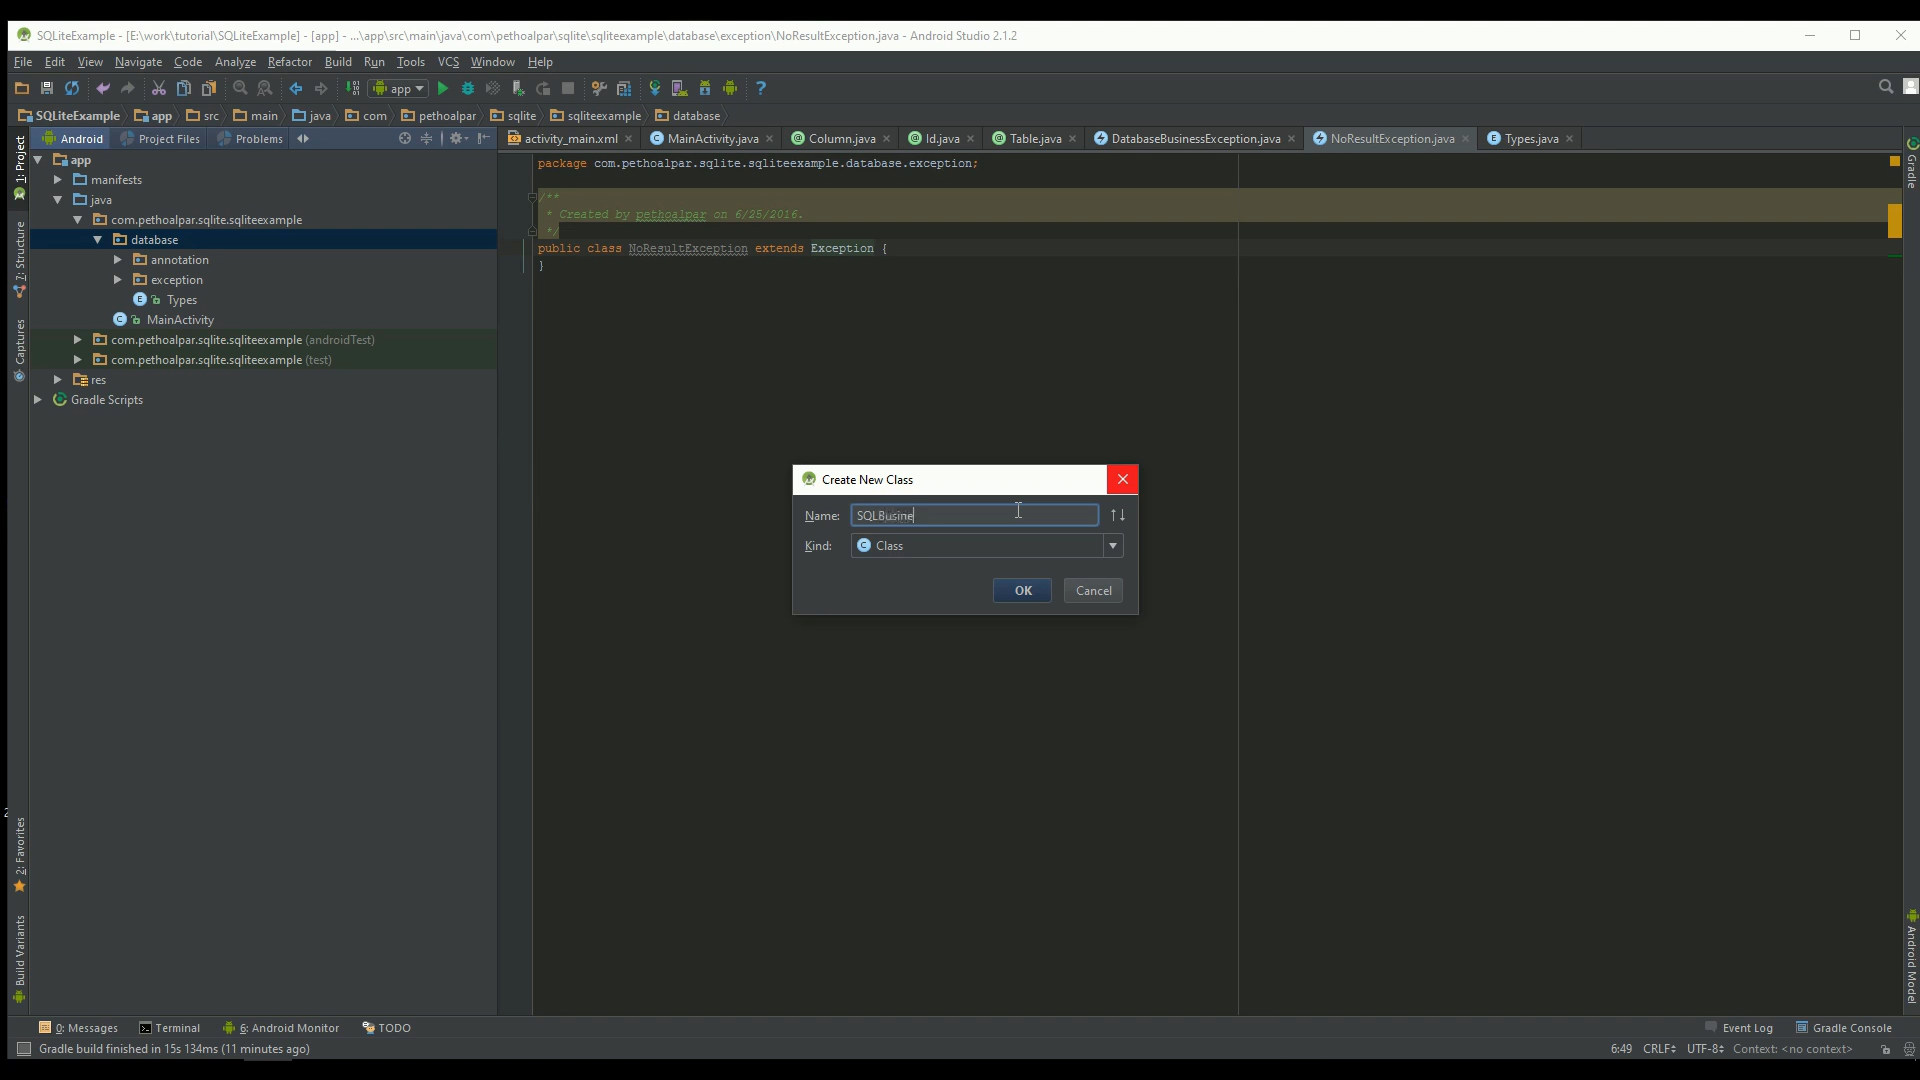 SQLiteExample - [E:\work\tutorial\SQLiteExample] - [app] - ...\app\src\main\java\com\pethoalpar\sqlite\sqliteexample\database\exception\NoResultException.java - Android Studio 2.1.2
File Edit View Navigate Code Analyze Refactor Build Run Tools VCS Window Help
app
SQLiteExample app src main java com pethoalpar sqlite sqliteexample database
Android Project Files Problems
activity_main.xml MainActivity.java Column.java Id.java Table.java DatabaseBusinessException.java NoResultException.java Types.java
1: Project
7: Structure
Captures
2: Favorites
Build Variants
app
manifests
java
com.pethoalpar.sqlite.sqliteexample
database
annotation
exception
Types
MainActivity
com.pethoalpar.sqlite.sqliteexample (androidTest)
com.pethoalpar.sqlite.sqliteexample (test)
res
Gradle Scripts
package com.pethoalpar.sqlite.sqliteexample.database.exception;
/**
* Created by pethoalpar on 6/25/2016.
*/
public class NoResultException extends Exception {
}
Create New Class
Name: SQLBusine
Kind: Class
OK Cancel
Gradle
Android Model
0: Messages Terminal 6: Android Monitor TODO Event Log Gradle Console
Gradle build finished in 15s 134ms (11 minutes ago) 6:49 CRLF UTF-8 Context: <no context>